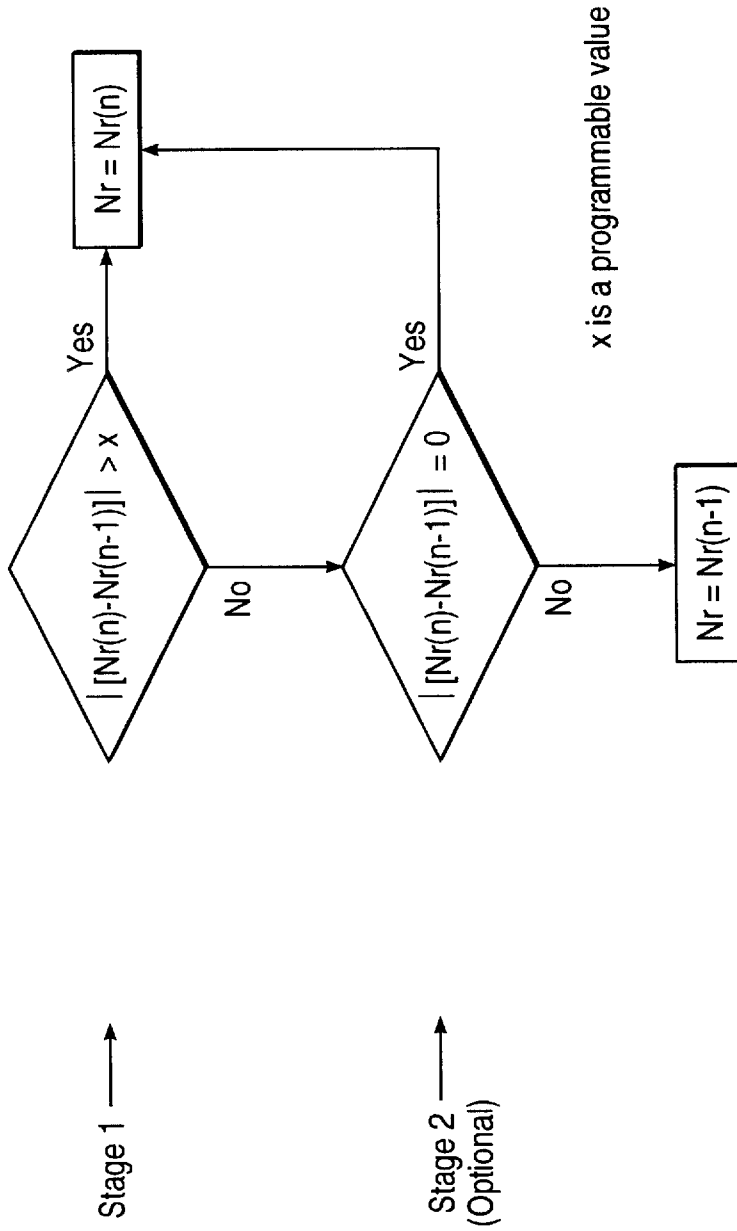 Stage 1
| [Nr(n)-Nr(n-1)] | > x
Yes
Nr = Nr(n)
No
Stage 2
(Optional)
| [Nr(n)-Nr(n-1)] | = 0
Yes
No
Nr = Nr(n-1)
x is a programmable value